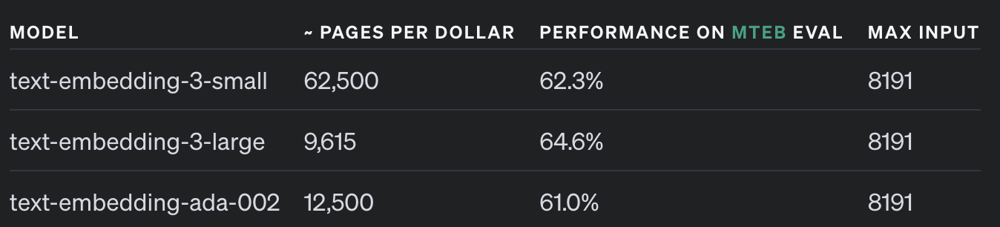 MODEL ~ PAGES PER DOLLAR PERFORMANCE ON MTEB EVAL MAX INPUT
text-embedding-3-small 62,500 62.3% 8191
text-embedding-3-large 9,615 64.6% 8191
text-embedding-ada-002 12,500 61.0% 8191